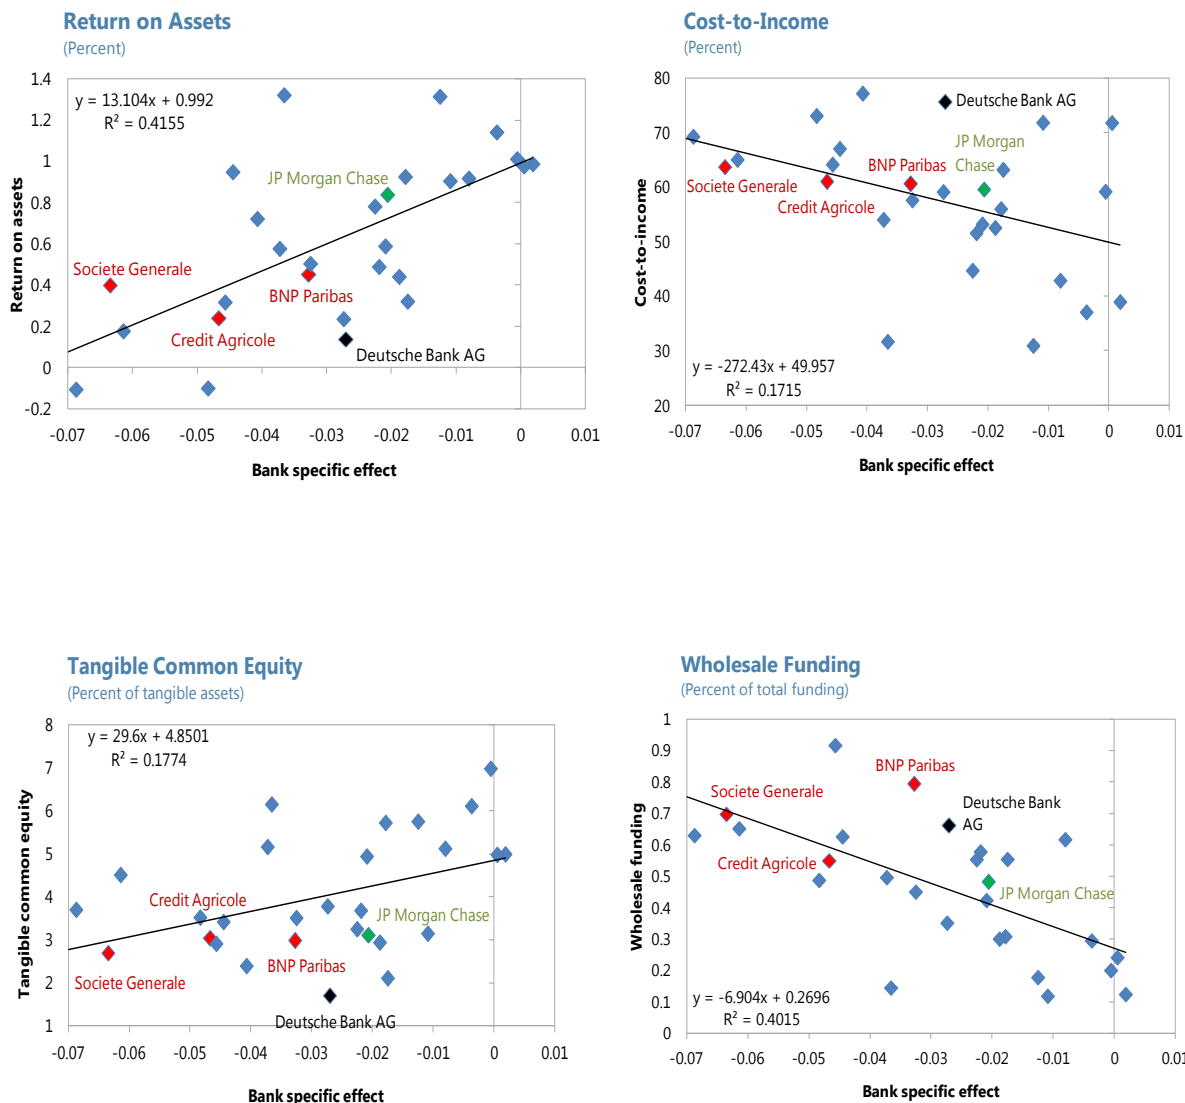 Return on Assets
(Percent)
y = 13.104x + 0.992
R² = 0.4155
JP Morgan Chase
Societe Generale
BNP Paribas
Credit Agricole
Deutsche Bank AG
Return on assets
1.4
1.2
1
0.8
0.6
0.4
0.2
0
-0.2
-0.07 -0.06 -0.05 -0.04 -0.03 -0.02 -0.01 0 0.01
Bank specific effect
Cost-to-Income
(Percent)
Deutsche Bank AG
JP Morgan
Chase
BNP Paribas
Societe Generale
Credit Agricole
y = -272.43x + 49.957
R² = 0.1715
Cost-to-income
80
70
60
50
40
30
20
-0.07 -0.06 -0.05 -0.04 -0.03 -0.02 -0.01 0 0.01
Bank specific effect
Tangible Common Equity
(Percent of tangible assets)
y = 29.6x + 4.8501
R² = 0.1774
Credit Agricole
JP Morgan Chase
BNP Paribas
Societe Generale
Deutsche Bank AG
Tangible common equity
8
7
6
5
4
3
2
1
-0.07 -0.06 -0.05 -0.04 -0.03 -0.02 -0.01 0 0.01
Bank specific effect
Wholesale Funding
(Percent of total funding)
BNP Paribas
Societe Generale
Deutsche Bank
AG
Credit Agricole
JP Morgan Chase
y = -6.904x + 0.2696
R² = 0.4015
Wholesale funding
1
0.9
0.8
0.7
0.6
0.5
0.4
0.3
0.2
0.1
0
-0.07 -0.06 -0.05 -0.04 -0.03 -0.02 -0.01 0 0.01
Bank specific effect